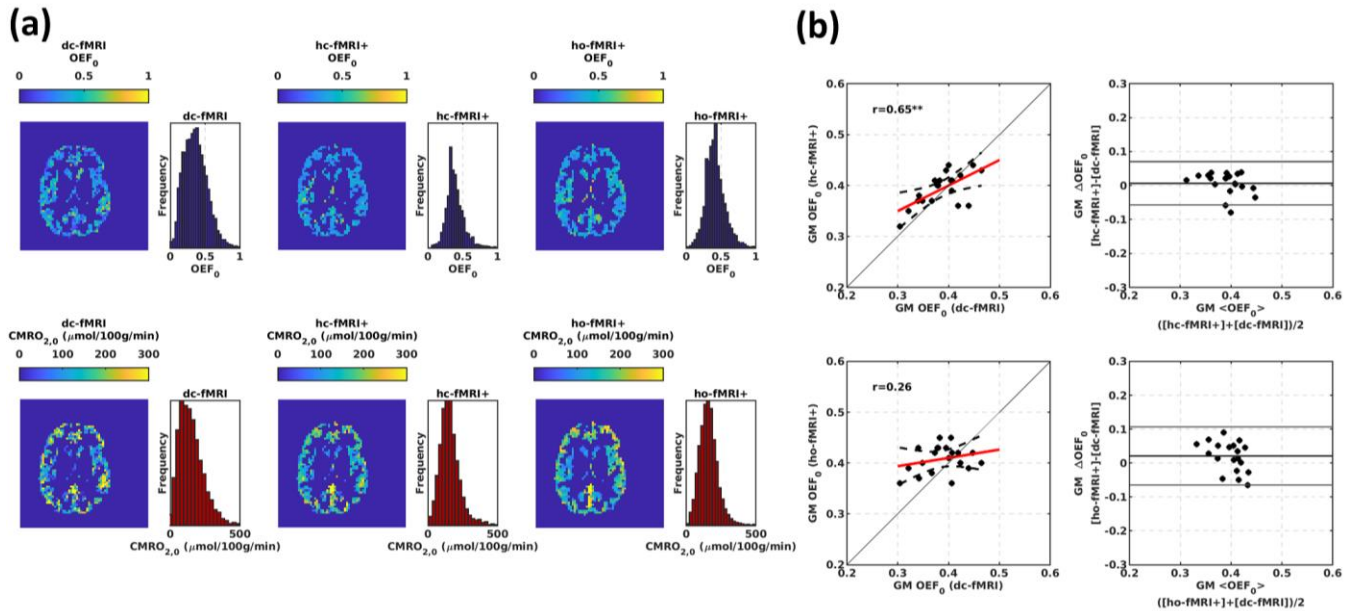 (a)
dc-fMRI
OEF0
0 0.5 1
dc-fMRI
Frequency
0 0.5 1
OEF0
hc-fMRI+
OEF0
0 0.5 1
hc-fMRI+
Frequency
0 0.5 1
OEF0
ho-fMRI+
OEF0
0 0.5 1
ho-fMRI+
Frequency
0 0.5 1
OEF0
dc-fMRI
CMRO2,0 (μmol/100g/min)
0 100 200 300
dc-fMRI
Frequency
0 500
CMRO2,0 (μmol/100g/min)
hc-fMRI+
CMRO2,0 (μmol/100g/min)
0 100 200 300
hc-fMRI+
Frequency
0 500
CMRO2,0 (μmol/100g/min)
ho-fMRI+
CMRO2,0 (μmol/100g/min)
0 100 200 300
ho-fMRI+
Frequency
0 500
CMRO2,0 (μmol/100g/min)
(b)
r=0.65**
GM OEF0 (hc-fMRI+)
0.6
0.5
0.4
0.3
0.2
0.2 0.3 0.4 0.5 0.6
GM OEF0 (dc-fMRI)
GM ΔOEF0
[hc-fMRI+]-[dc-fMRI]
0.3
0.2
0.1
0
-0.1
-0.2
-0.3
0.2 0.3 0.4 0.5 0.6
GM <OEF0>
([hc-fMRI+]+[dc-fMRI])/2
r=0.26
GM OEF0 (ho-fMRI+)
0.6
0.5
0.4
0.3
0.2
0.2 0.3 0.4 0.5 0.6
GM OEF0 (dc-fMRI)
GM ΔOEF0
[ho-fMRI+]-[dc-fMRI]
0.3
0.2
0.1
0
-0.1
-0.2
-0.3
0.2 0.3 0.4 0.5 0.6
GM <OEF0>
([ho-fMRI+]+[dc-fMRI])/2